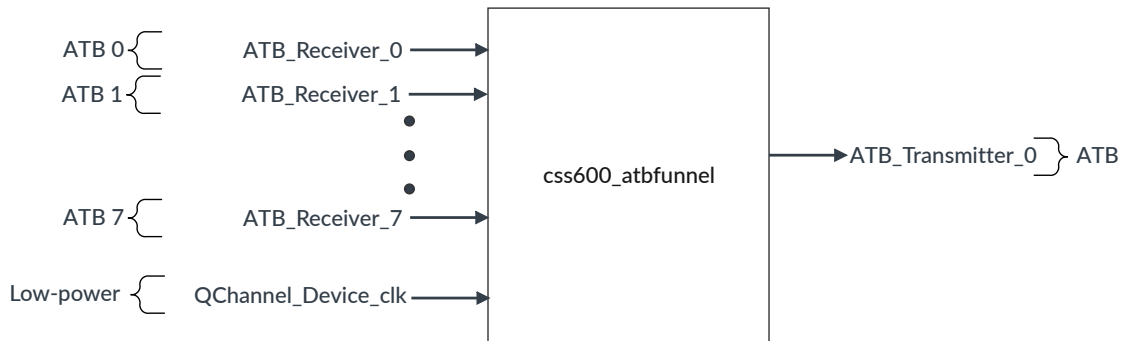 ATB 0
ATB_Receiver_0
ATB 1
ATB_Receiver_1
ATB_Transmitter_0
ATB
css600_atbfunnel
ATB 7
ATB_Receiver_7
Low-power
QChannel_Device_clk